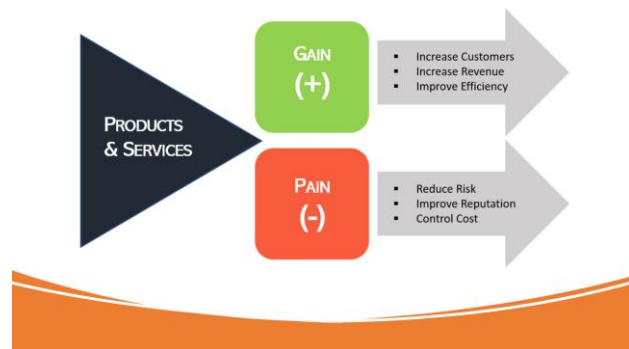 PRODUCTS
& SERVICES
GAIN
(+)
▪ Increase Customers
▪ Increase Revenue
▪ Improve Efficiency
PAIN
(-)
▪ Reduce Risk
▪ Improve Reputation
▪ Control Cost